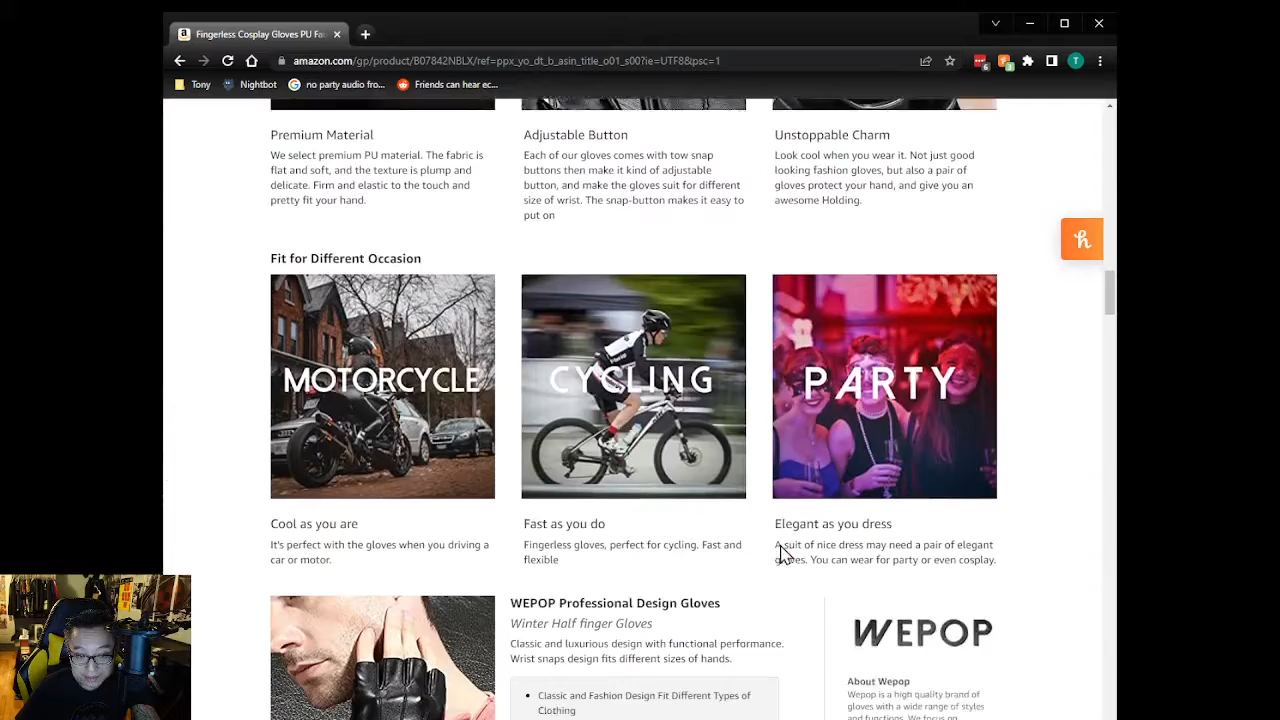 Fingerless Cosplay Gloves PU Fau
amazon.com/gp/product/B07842NBLX/ref=ppx_yo_dt_b_asin_title_o01_s00?ie=UTF8&psc=1
6
3
T
Tony
Nightbot
no party audio fro...
Friends can hear ec...
Premium Material
We select premium PU material. The fabric is
flat and soft, and the texture is plump and
delicate. Firm and elastic to the touch and
pretty fit your hand.
Adjustable Button
Each of our gloves comes with tow snap
buttons then make it kind of adjustable
button, and make the gloves suit for different
size of wrist. The snap-button makes it easy to
put on
Unstoppable Charm
Look cool when you wear it. Not just good
looking fashion gloves, but also a pair of
gloves protect your hand, and give you an
awesome Holding.
h
Fit for Different Occasion
MOTORCYCLE
CYCLING
PARTY
Cool as you are
It's perfect with the gloves when you driving a
car or motor.
Fast as you do
Fingerless gloves, perfect for cycling. Fast and
flexible
Elegant as you dress
A suit of nice dress may need a pair of elegant
gloves. You can wear for party or even cosplay.
WEPOP Professional Design Gloves
Winter Half finger Gloves
Classic and luxurious design with functional performance.
Wrist snaps design fits different sizes of hands.
• Classic and Fashion Design Fit Different Types of
Clothing
WEPOP
About Wepop
Wepop is a high quality brand of
gloves with a wide range of styles
and functions. We focus on